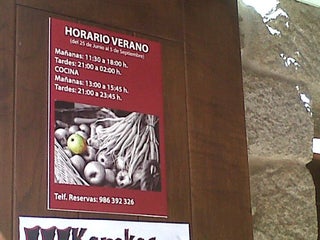 HORARIO VERANO
(del 25 de Junio al 5 de Septiembre)
Mañanas: 11:30 a 18:00 h.
Tardes: 21:00 a 02:00 h.
COCINA
Mañanas: 13:00 a 15:45 h.
Tardes: 21:00 a 23:45 h.
Telf. Reservas: 986 392 326